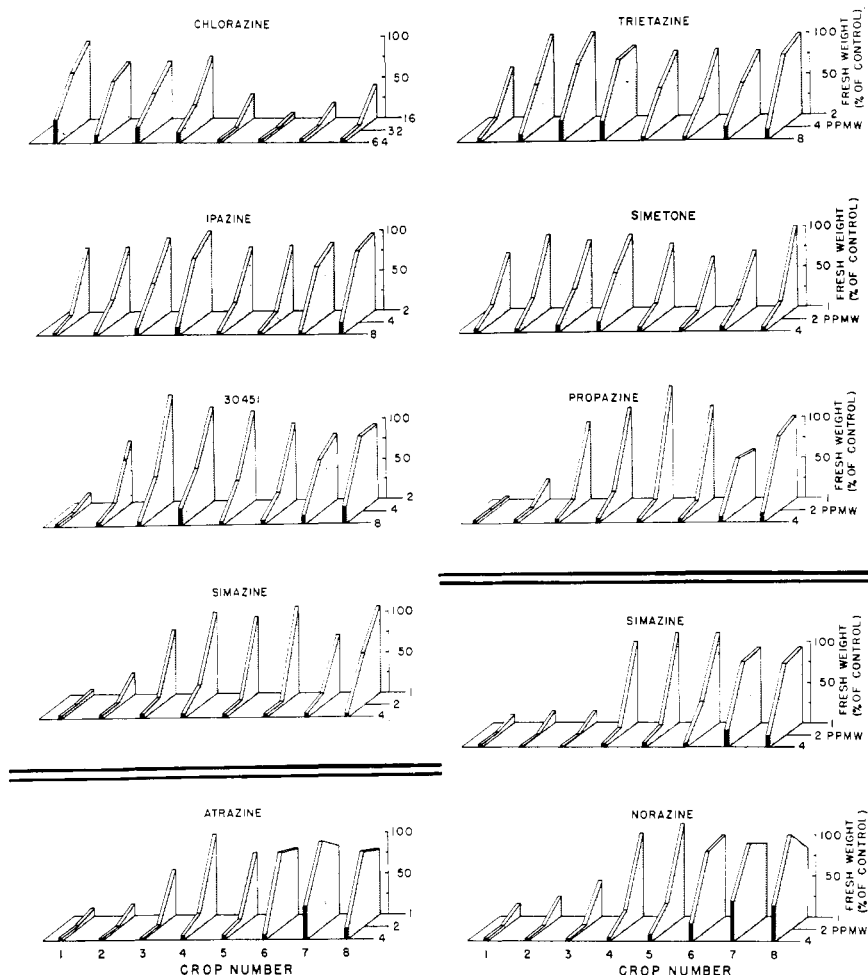 CHLORAZINE
100
50
16
32
64
TRIETAZINE
100
50
2
4 PPMW
8
FRESH WEIGHT
(% OF CONTROL)
IPAZINE
100
50
2
4
8
SIMETONE
100
50
1
2 PPMW
4
FRESH WEIGHT
(% OF CONTROL)
30451
100
50
2
4
8
PROPAZINE
100
50
1
2 PPMW
4
FRESH WEIGHT
(% OF CONTROL)
SIMAZINE
100
50
1
2
4
SIMAZINE
100
50
1
2 PPMW
4
FRESH WEIGHT
(% OF CONTROL)
ATRAZINE
100
50
1
2
4
1 2 3 4 5 6 7 8
CROP NUMBER
NORAZINE
100
50
1
2 PPMW
4
FRESH WEIGHT
(% OF CONTROL)
1 2 3 4 5 6 7 8
CROP NUMBER